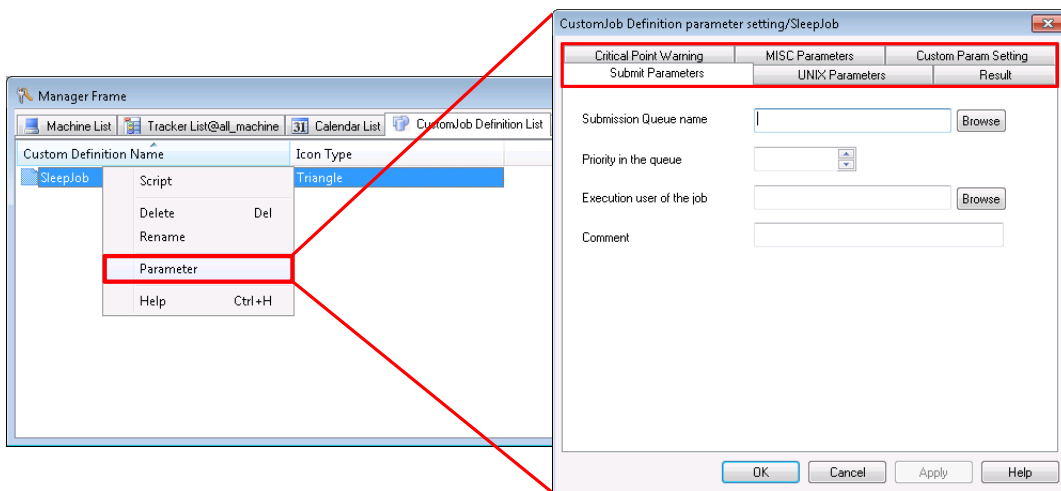 Manager Frame
Machine List Tracker List@all_machine 31 Calendar List CustomJob Definition List
Custom Definition Name Icon Type
SleepJob Triangle
Script
Delete Del
Rename
Parameter
Help Ctrl+H
CustomJob Definition parameter setting/SleepJob
Critical Point Warning MISC Parameters Custom Param Setting
Submit Parameters UNIX Parameters Result
Submission Queue name Browse
Priority in the queue
Execution user of the job Browse
Comment
OK Cancel Apply Help